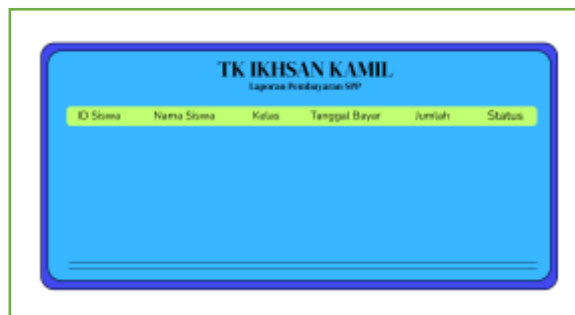 TK IKHSAN KAMIL
Laporan Pembayaran SPP
ID Siswa Nama Siswa Kelas Tanggal Bayar Jumlah Status